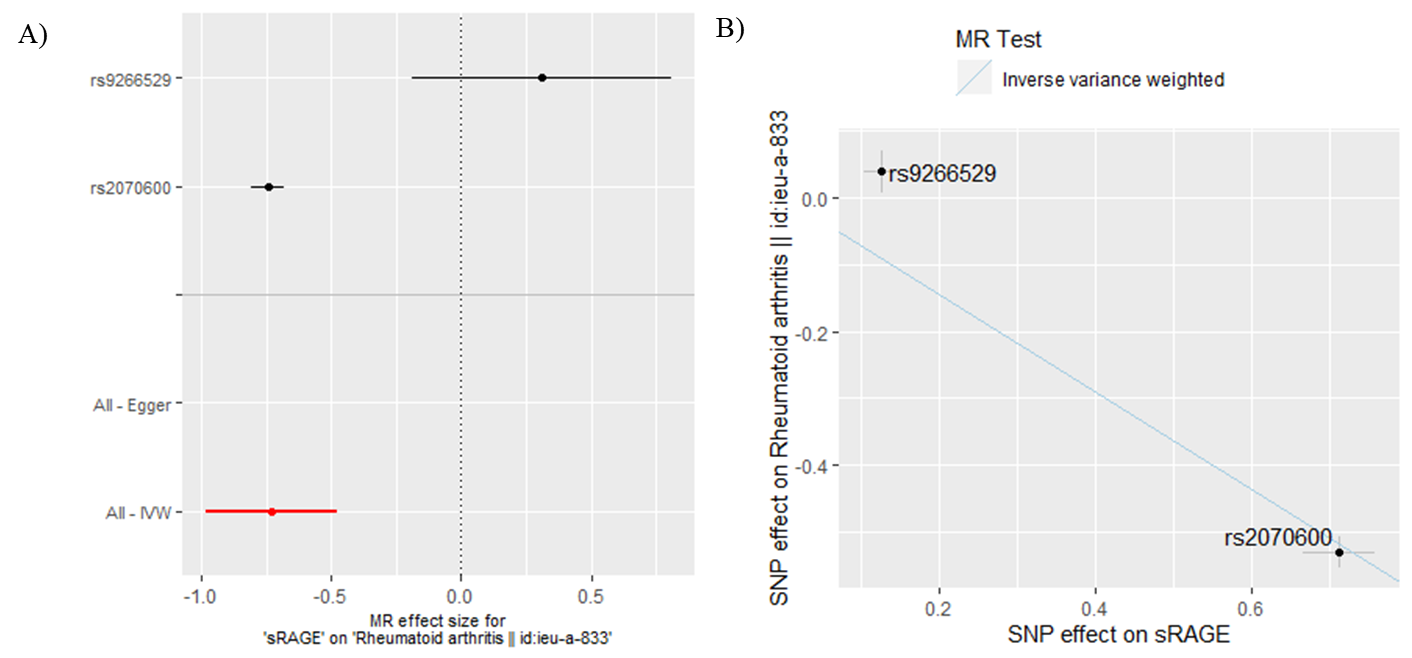 A)
rs9266529
rs2070600
All - Egger
All - IVW
-1.0
-0.5
0.0
0.5
MR effect size for
'sRAGE' on 'Rheumatoid arthritis || id:ieu-a-833'
B)
MR Test
Inverse variance weighted
SNP effect on Rheumatoid arthritis || id:ieu-a-833
0.0
-0.2
-0.4
rs9266529
rs2070600
0.2
0.4
0.6
SNP effect on sRAGE